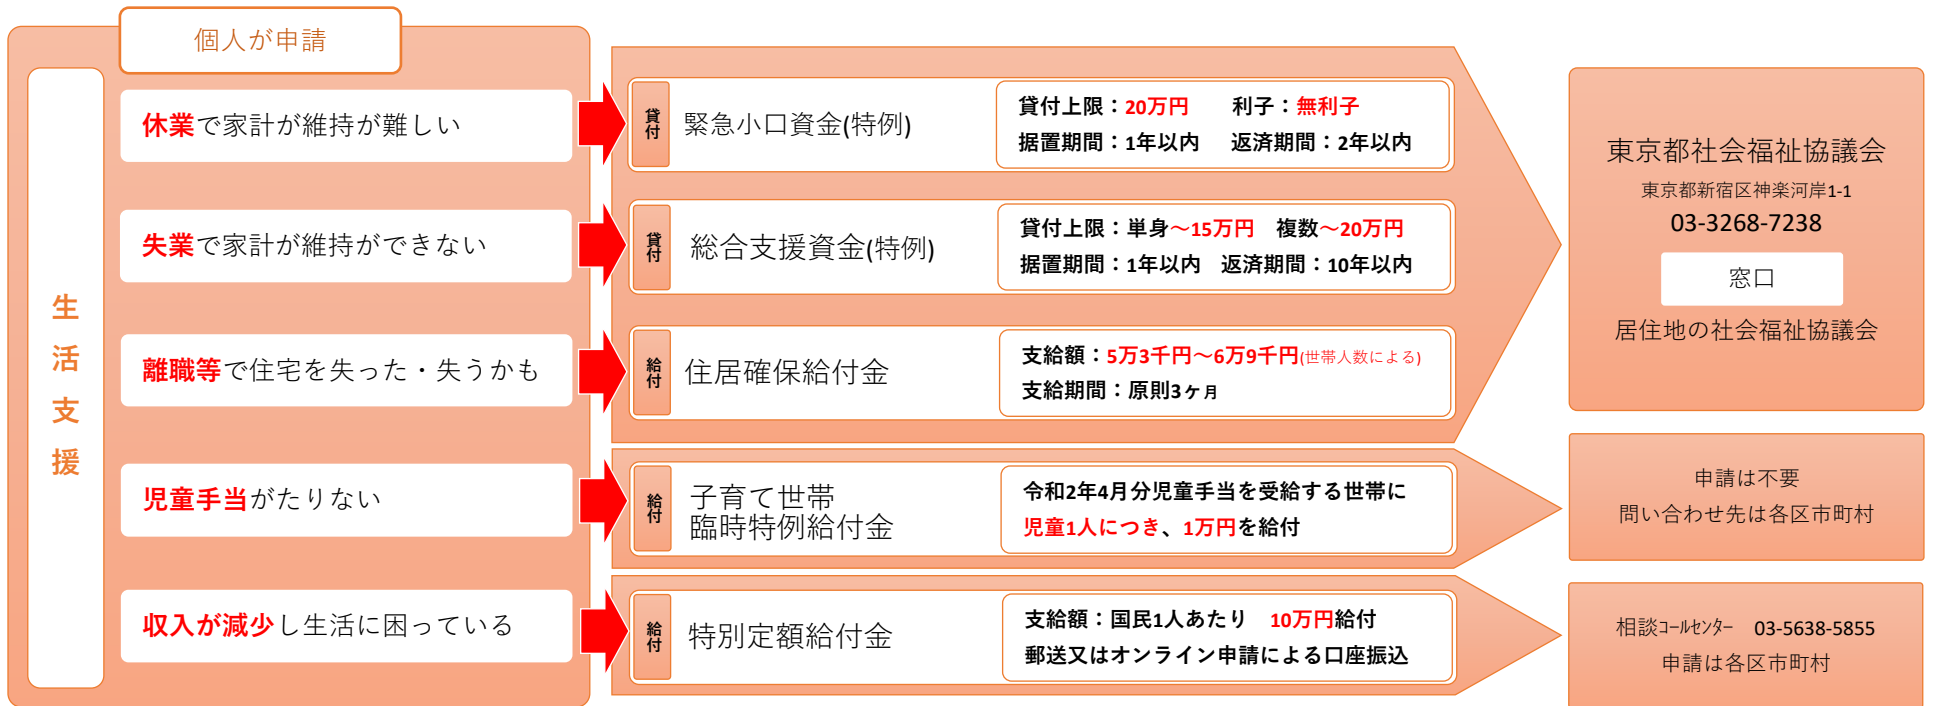 個人が申請
生活支援
休業で家計が維持が難しい
貸付
緊急小口資金(特例)
貸付上限：20万円　利子：無利子
据置期間：1年以内　返済期間：2年以内
失業で家計が維持ができない
貸付
総合支援資金(特例)
貸付上限：単身～15万円　複数～20万円
据置期間：1年以内　返済期間：10年以内
離職等で住宅を失った・失うかも
給付
住居確保給付金
支給額：5万3千円～6万9千円(世帯人数による)
支給期間：原則3ヶ月
東京都社会福祉協議会
東京都新宿区神楽河岸1-1
03-3268-7238
窓口
居住地の社会福祉協議会
児童手当がたりない
給付
子育て世帯
臨時特例給付金
令和2年4月分児童手当を受給する世帯に
児童1人につき、1万円を給付
申請は不要
問い合わせ先は各区市町村
収入が減少し生活に困っている
給付
特別定額給付金
支給額：国民1人あたり　10万円給付
郵送又はオンライン申請による口座振込
相談ｺｰﾙｾﾝﾀｰ　03-5638-5855
申請は各区市町村